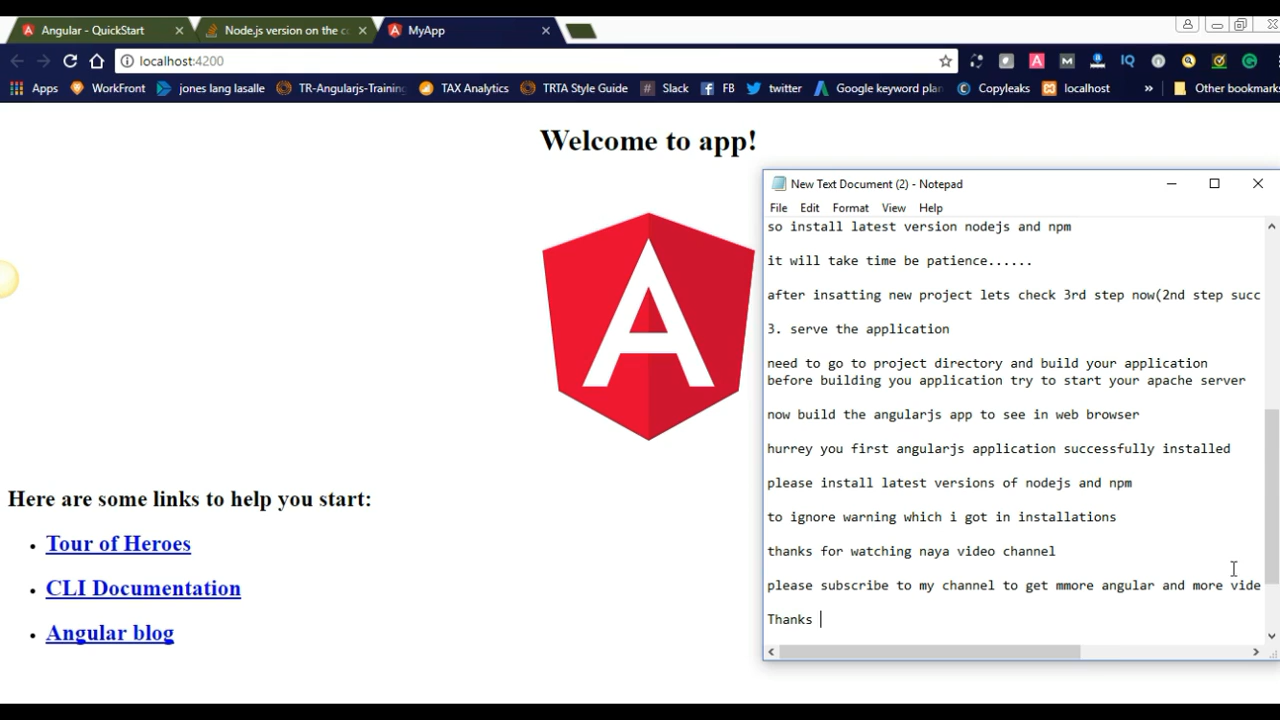 Angular - QuickStart
Node.js version on the co
MyApp
localhost:4200
Apps
WorkFront
jones lang lasalle
TR-Angularjs-Training
TAX Analytics
TRTA Style Guide
Slack
FB
twitter
Google keyword plan
Copyleaks
localhost
»
Other bookmarks
Welcome to app!
Here are some links to help you start:
• Tour of Heroes
• CLI Documentation
• Angular blog
New Text Document (2) - Notepad
File Edit Format View Help
so install latest version nodejs and npm
it will take time be patience......
after insatting new project lets check 3rd step now(2nd step succ
3. serve the application
need to go to project directory and build your application
before building you application try to start your apache server
now build the angularjs app to see in web browser
hurrey you first angularjs application successfully installed
please install latest versions of nodejs and npm
to ignore warning which i got in installations
thanks for watching naya video channel
please subscribe to my channel to get mmore angular and more vide
Thanks